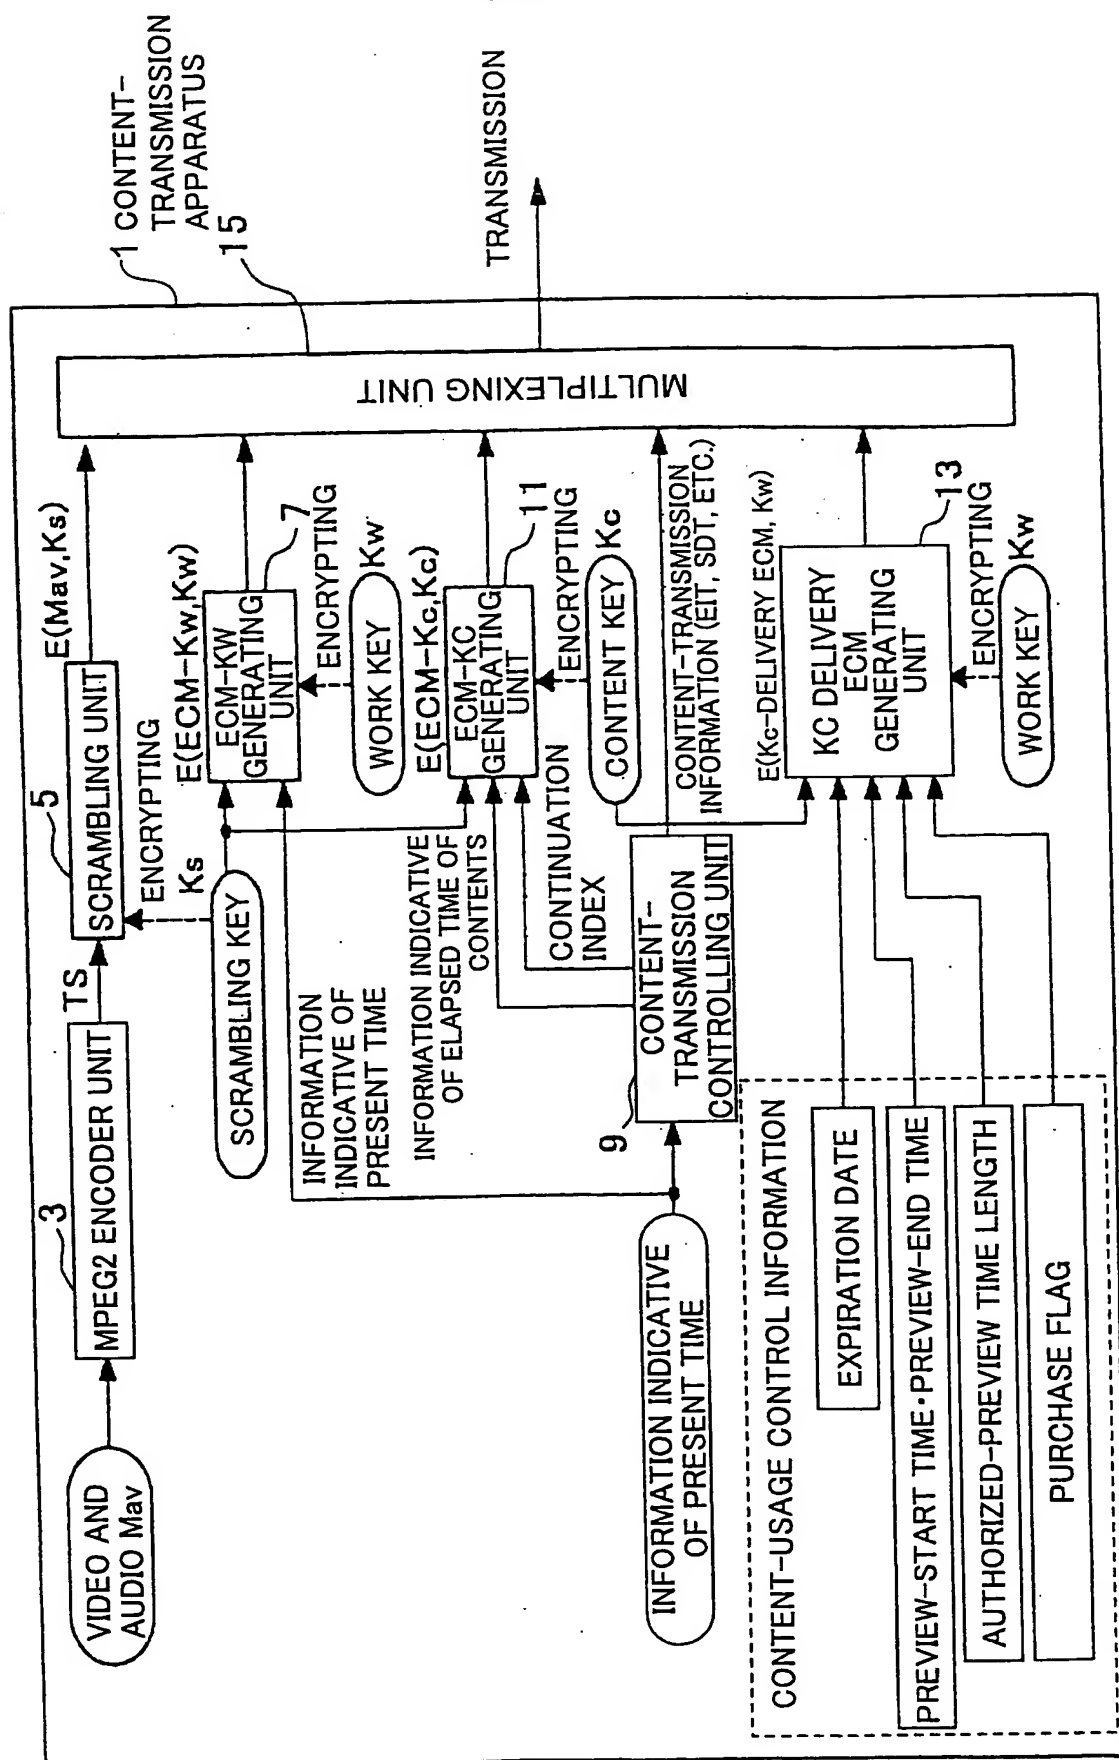 1 CONTENT-
TRANSMISSION
APPARATUS
VIDEO AND
AUDIO Mav
3
MPEG2 ENCODER UNIT
TS
5
SCRAMBLING UNIT
E(Mav,Ks)
15
ENCRYPTING
Ks
SCRAMBLING KEY
E(ECM-Kw,Kw)
ECM-KW
GENERATING
UNIT
7
ENCRYPTING
WORK KEY
Kw
INFORMATION
INDICATIVE OF
PRESENT TIME
INFORMATION INDICATIVE
OF ELAPSED TIME OF
CONTENTS
E(ECM-Kc,Kc)
ECM-KC
GENERATING
UNIT
11
ENCRYPTING
CONTENT KEY
Kc
CONTINUATION
INDEX
MULTIPLEXING UNIT
TRANSMISSION
INFORMATION INDICATIVE
OF PRESENT TIME
9
CONTENT-
TRANSMISSION
CONTROLLING UNIT
CONTENT-TRANSMISSION
INFORMATION (EIT, SDT, ETC.)
E(Kc-DELIVERY ECM, Kw)
KC DELIVERY
ECM
GENERATING
UNIT
13
ENCRYPTING
WORK KEY
Kw
CONTENT-USAGE CONTROL INFORMATION
EXPIRATION DATE
PREVIEW-START TIME·PREVIEW-END TIME
AUTHORIZED-PREVIEW TIME LENGTH
PURCHASE FLAG